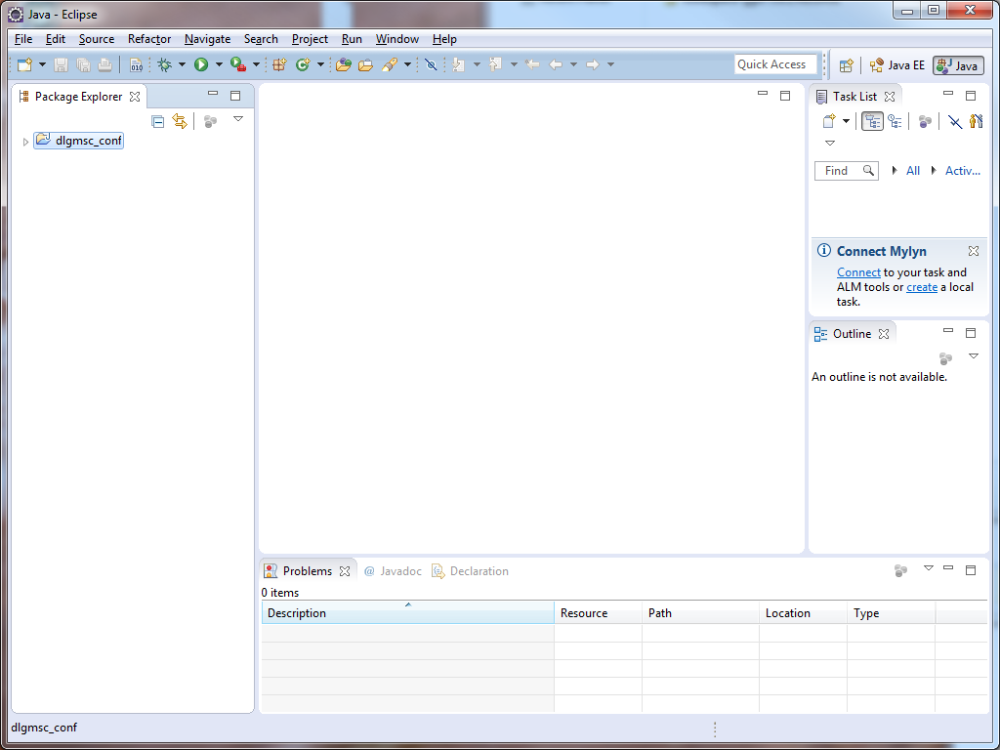 Java - Eclipse
File Edit Source Refactor Navigate Search Project Run Window Help
010 Quick Access Java EE Java
Package Explorer
dlgmsc_conf
Task List
Find All Activ...
Connect Mylyn
Connect to your task and
ALM tools or create a local
task.
Outline
An outline is not available.
Problems @ Javadoc Declaration
0 items
Description Resource Path Location Type
dlgmsc_conf